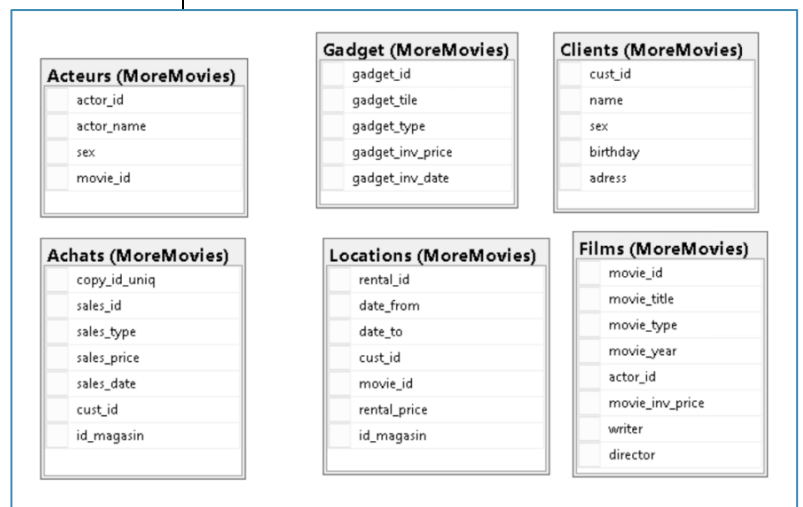 Acteurs (MoreMovies)
actor_id
actor_name
sex
movie_id
Gadget (MoreMovies)
gadget_id
gadget_tile
gadget_type
gadget_inv_price
gadget_inv_date
Clients (MoreMovies)
cust_id
name
sex
birthday
adress
Achats (MoreMovies)
copy_id_uniq
sales_id
sales_type
sales_price
sales_date
cust_id
id_magasin
Locations (MoreMovies)
rental_id
date_from
date_to
cust_id
movie_id
rental_price
id_magasin
Films (MoreMovies)
movie_id
movie_title
movie_type
movie_year
actor_id
movie_inv_price
writer
director